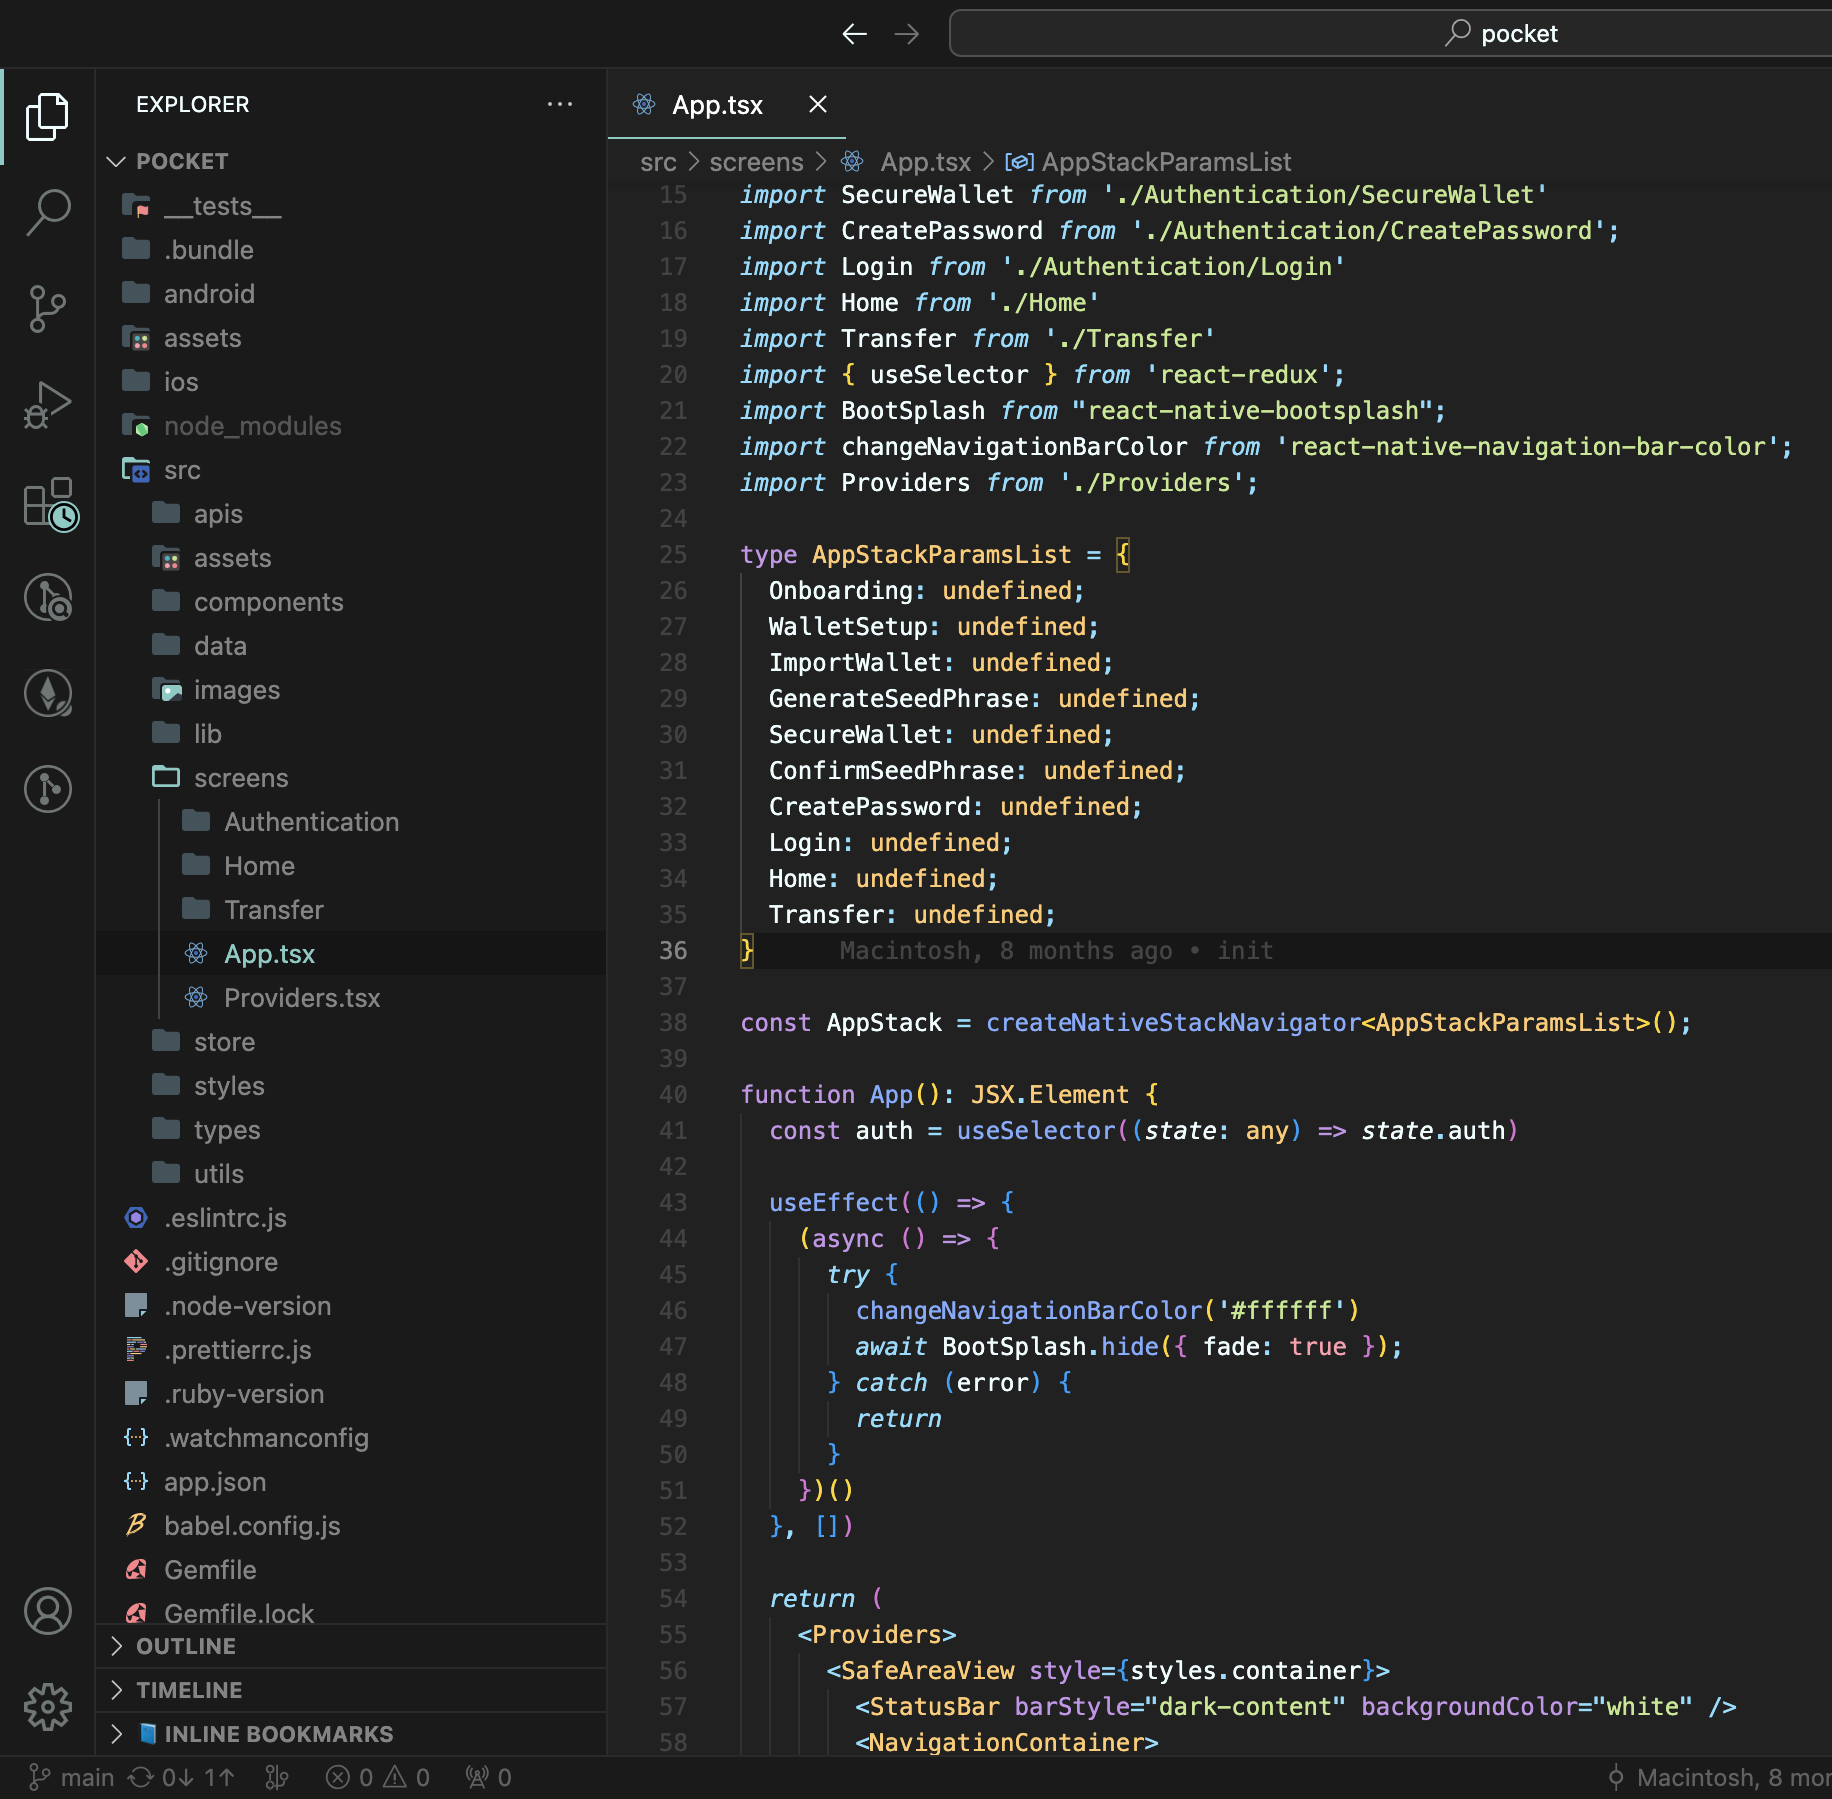 pocket
EXPLORER
POCKET
__tests__
.bundle
android
assets
ios
node_modules
src
apis
assets
components
data
images
lib
screens
Authentication
Home
Transfer
App.tsx
Providers.tsx
store
styles
types
utils
.eslintrc.js
.gitignore
.node-version
.prettierrc.js
.ruby-version
.watchmanconfig
app.json
babel.config.js
Gemfile
Gemfile.lock
OUTLINE
TIMELINE
INLINE BOOKMARKS
App.tsx
src > screens > App.tsx > AppStackParamsList
15 import SecureWallet from './Authentication/SecureWallet'
16 import CreatePassword from './Authentication/CreatePassword';
17 import Login from './Authentication/Login'
18 import Home from './Home'
19 import Transfer from './Transfer'
20 import { useSelector } from 'react-redux';
21 import BootSplash from "react-native-bootsplash";
22 import changeNavigationBarColor from 'react-native-navigation-bar-color';
23 import Providers from './Providers';
24
25 type AppStackParamsList = {
26 Onboarding: undefined;
27 WalletSetup: undefined;
28 ImportWallet: undefined;
29 GenerateSeedPhrase: undefined;
30 SecureWallet: undefined;
31 ConfirmSeedPhrase: undefined;
32 CreatePassword: undefined;
33 Login: undefined;
34 Home: undefined;
35 Transfer: undefined;
36 } Macintosh, 8 months ago • init
37
38 const AppStack = createNativeStackNavigator<AppStackParamsList>();
39
40 function App(): JSX.Element {
41 const auth = useSelector((state: any) => state.auth)
42
43 useEffect(() => {
44 (async () => {
45 try {
46 changeNavigationBarColor('#ffffff')
47 await BootSplash.hide({ fade: true });
48 } catch (error) {
49 return
50 }
51 })()
52 }, [])
53
54 return (
55 <Providers>
56 <SafeAreaView style={styles.container}>
57 <StatusBar barStyle="dark-content" backgroundColor="white" />
58 <NavigationContainer>
main 0↓ 1↑ 0 0 0
Macintosh, 8 mon